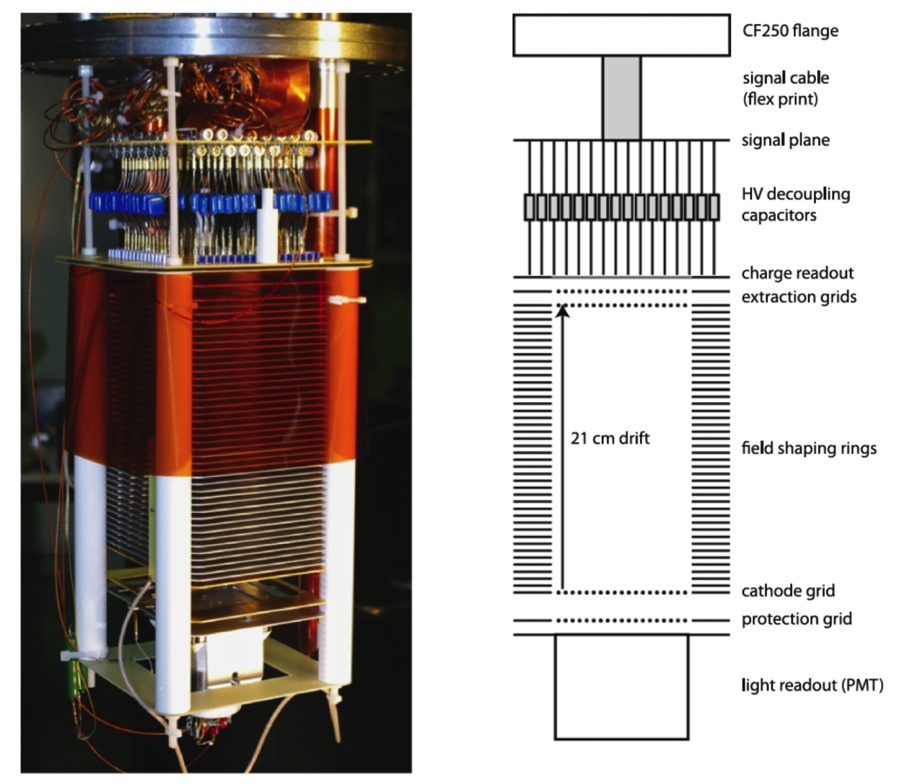 CF250 flange
signal cable
(flex print)
signal plane
HV decoupling
capacitors
charge readout
extraction grids
21 cm drift
field shaping rings
cathode grid
protection grid
light readout (PMT)